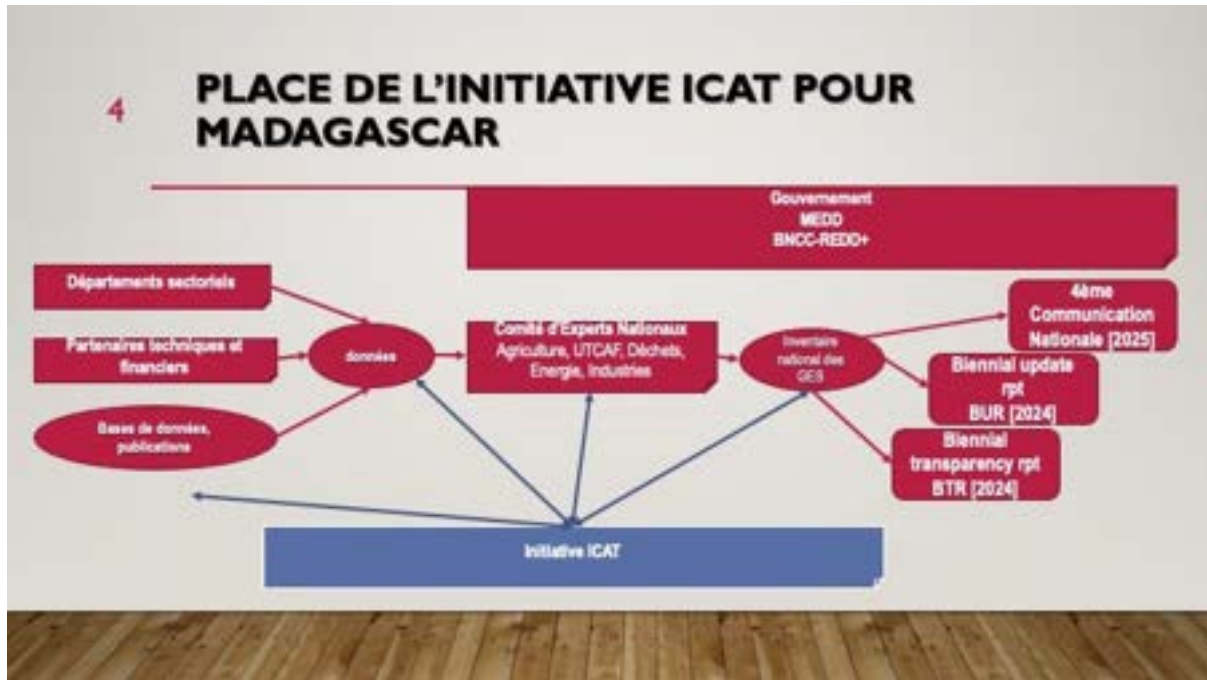 4
PLACE DE L'INITIATIVE ICAT POUR
MADAGASCAR
Gouvernement
MEDD
BNCC-REDD+
Départements sectoriels
Partenaires techniques et
financiers
Bases de données,
publications
données
Comité d'Experts Nationaux
Agriculture, UTCAF, Déchets,
Energie, Industries
Inventaire
national des
GES
4ème
Communication
Nationale [2025]
Biennial update
rpt
BUR [2024]
Biennial
transparency rpt
BTR [2024]
Initiative ICAT